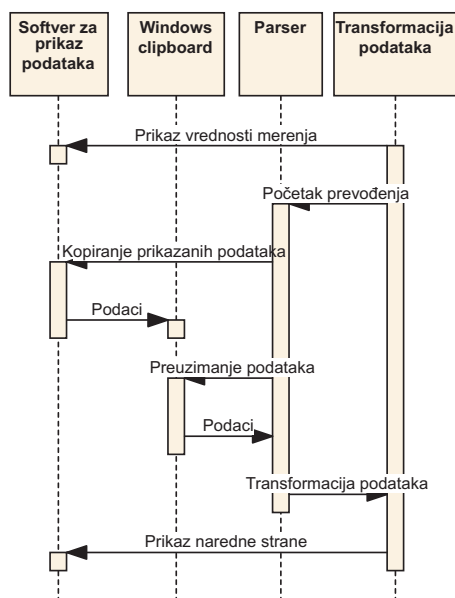 Softver za
prikaz
podataka
Windows
clipboard
Parser
Transformacija
podataka
Prikaz vrednosti merenja
Početak prevođenja
Kopiranje prikazanih podataka
Podaci
Preuzimanje podataka
Podaci
Transformacija podataka
Prikaz naredne strane